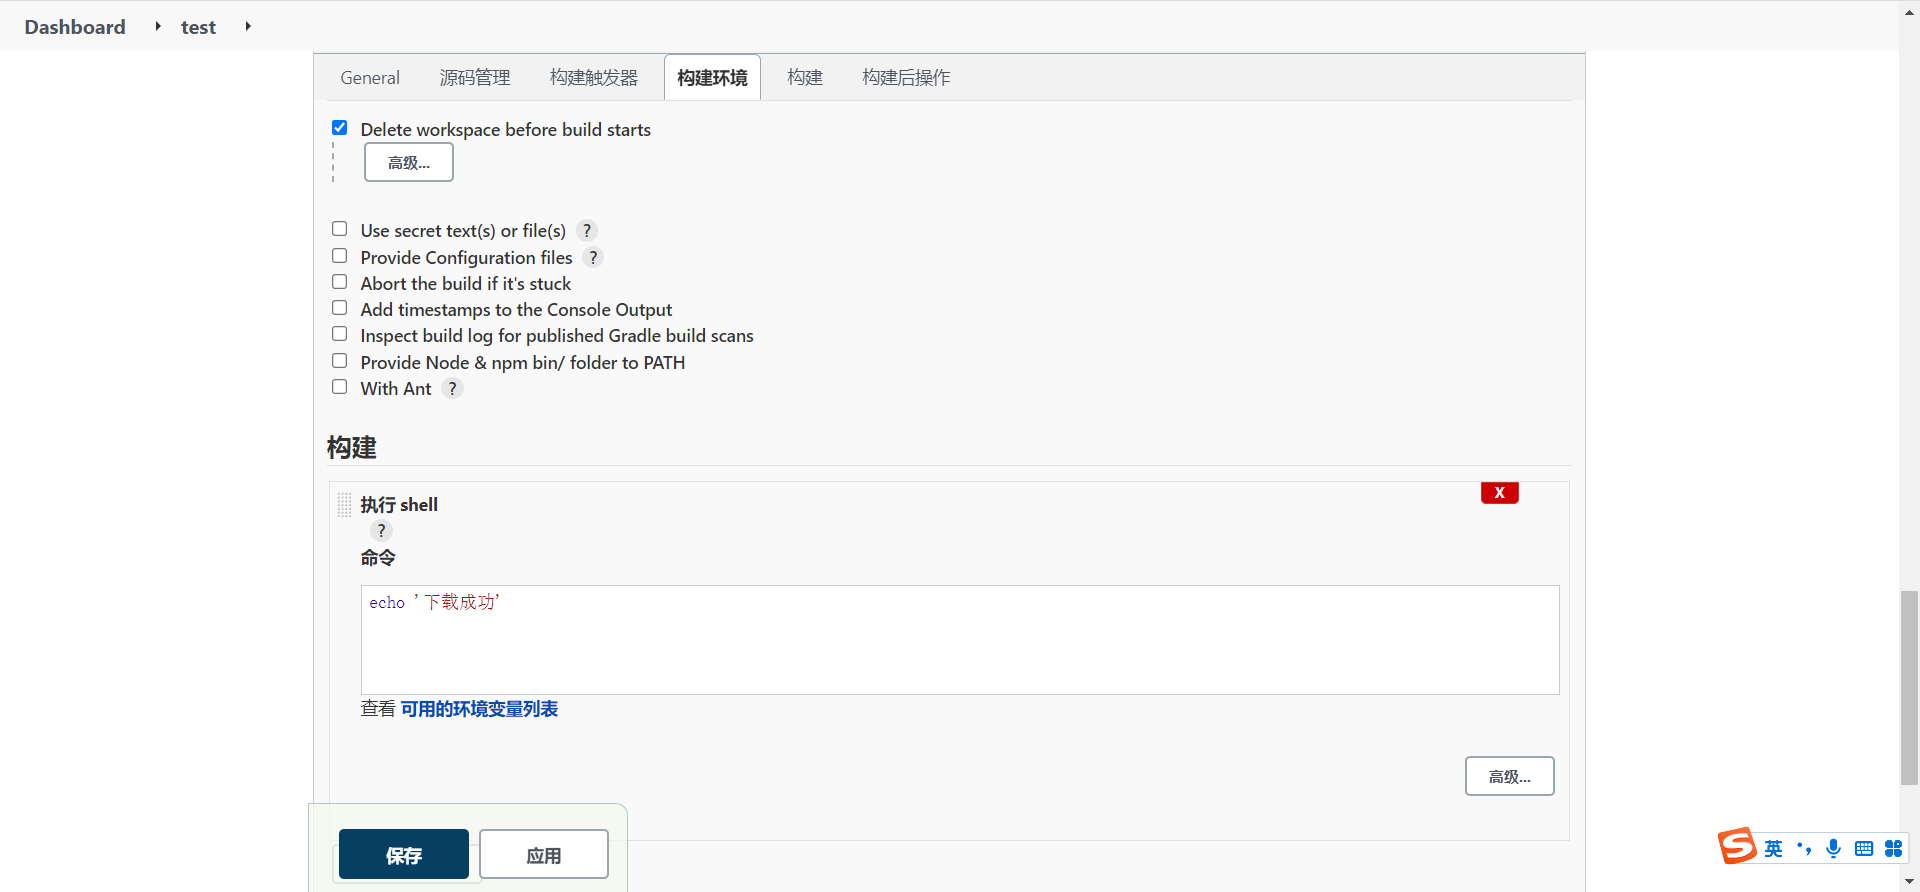 Dashboard test
General 源码管理 构建触发器 构建环境 构建 构建后操作
Delete workspace before build starts
高级...
Use secret text(s) or file(s) ?
Provide Configuration files ?
Abort the build if it's stuck
Add timestamps to the Console Output
Inspect build log for published Gradle build scans
Provide Node & npm bin/ folder to PATH
With Ant ?
构建
执行 shell
X
?
命令
echo '下载成功'
查看 可用的环境变量列表
高级...
保存 应用
S 英